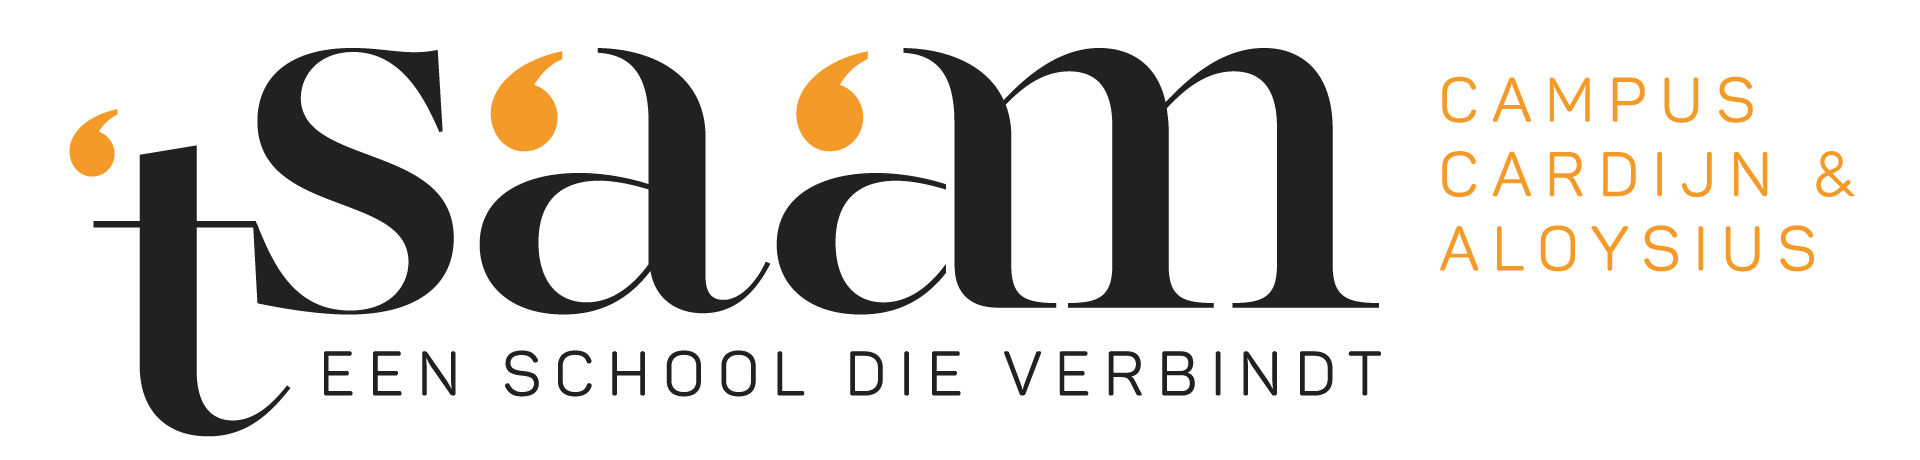 ‘tsaam
EEN SCHOOL DIE VERBINDT
CAMPUS
CARDIJN &
ALOYSIUS